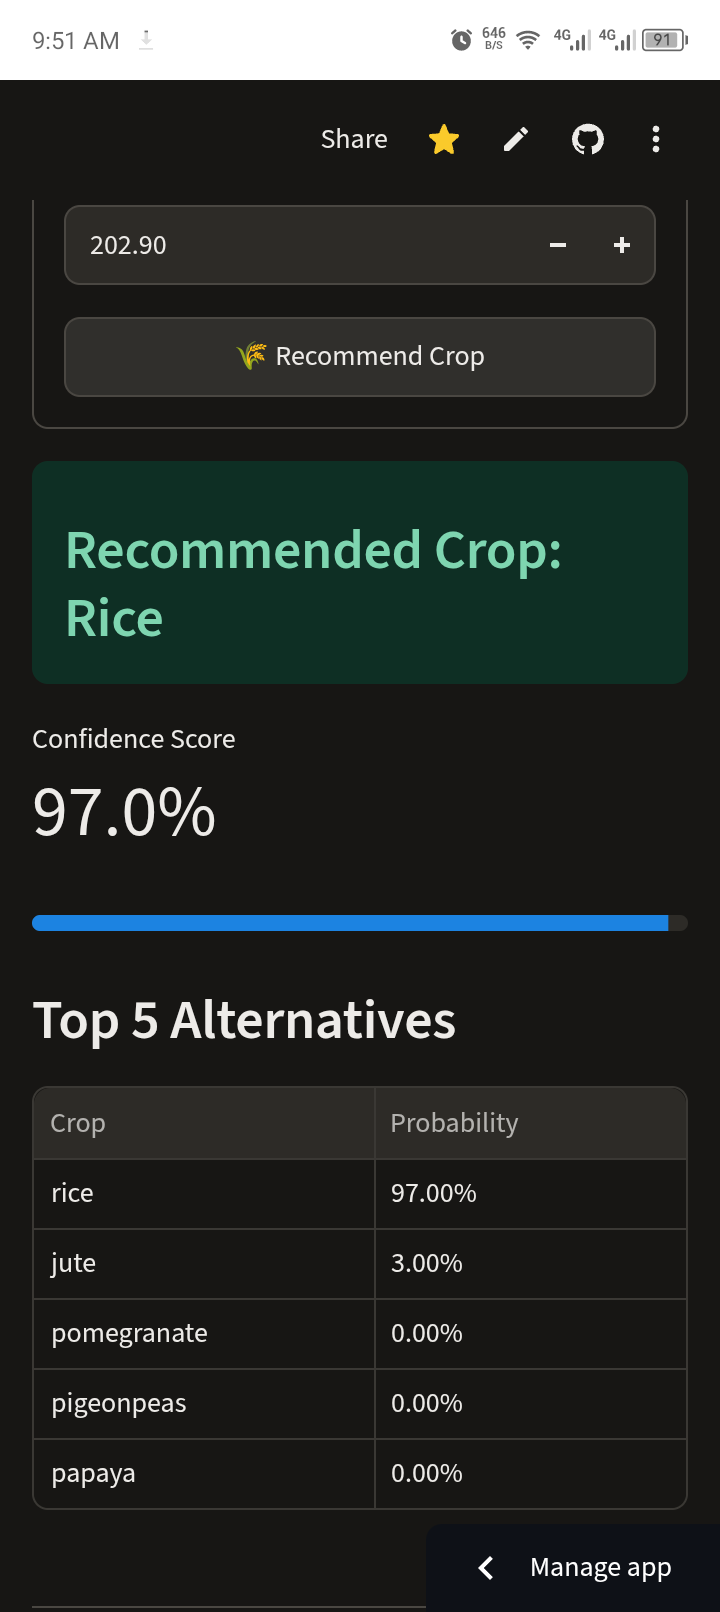 9:51 AM
646
B/S
4G
4G
91
Share
202.90
Recommend Crop
Recommended Crop:
Rice
Confidence Score
97.0%
Top 5 Alternatives
Crop Probability
rice 97.00%
jute 3.00%
pomegranate 0.00%
pigeonpeas 0.00%
papaya 0.00%
Manage app